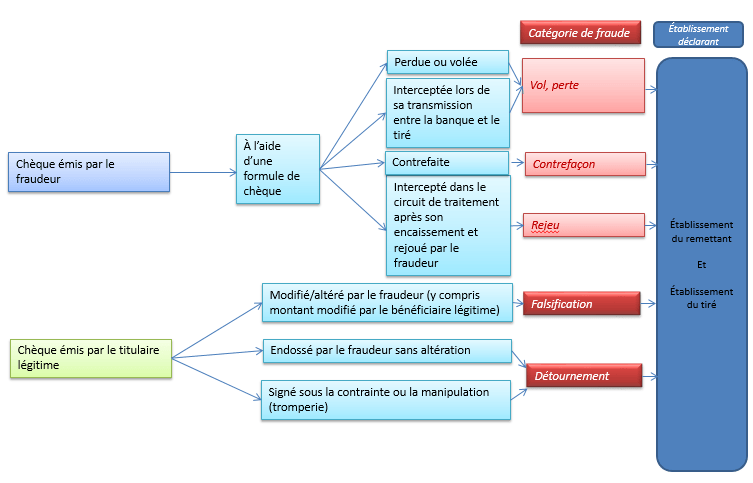 Catégorie de fraude
Établissement
déclarant
Perdue ou volée
Vol, perte
Interceptée lors de
sa transmission
entre la banque et le
tiré
À l'aide
d'une
formule de
chèque
Chèque émis par le
fraudeur
Contrefaite
Contrefaçon
Intercepté dans le
circuit de traitement
après son
encaissement et
rejoué par le
fraudeur
Rejeu
Établissement
du remettant
Et
Établissement
du tiré
Modifié/altéré par le fraudeur (y compris
montant modifié par le bénéficiaire légitime)
Falsification
Chèque émis par le titulaire
légitime
Endossé par le fraudeur sans altération
Détournement
Signé sous la contrainte ou la manipulation
(tromperie)